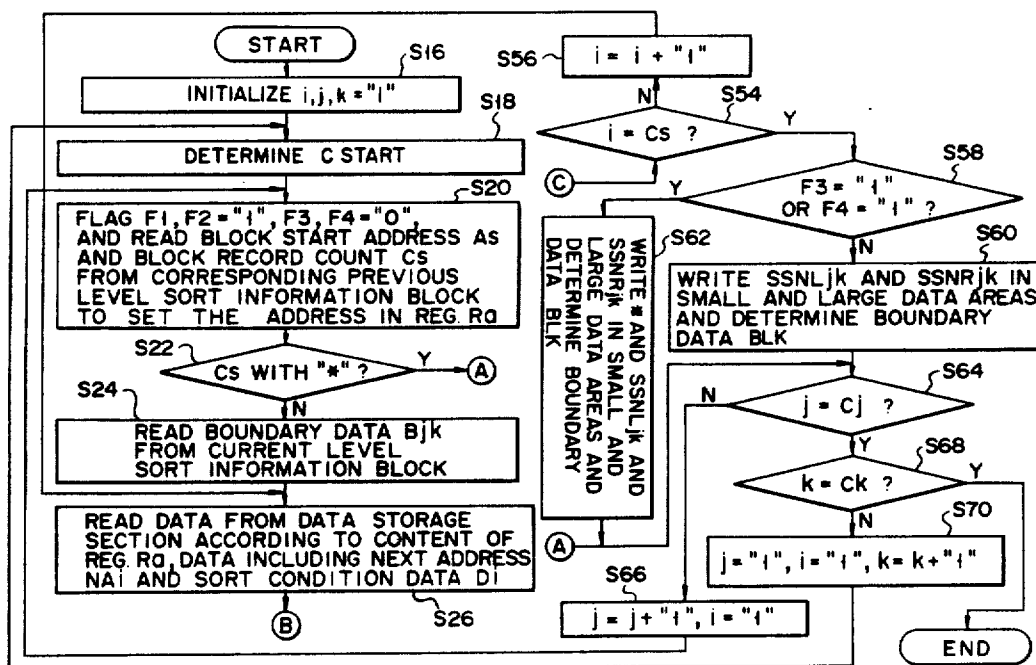 START
S16
INITIALIZE i,j,k="1"
S18
DETERMINE C START
S20
FLAG F1, F2="1", F3, F4="0",
AND READ BLOCK START ADDRESS As
AND BLOCK RECORD COUNT Cs
FROM CORRESPONDING PREVIOUS
LEVEL SORT INFORMATION BLOCK
TO SET THE ADDRESS IN REG. Ra
S22
Cs WITH "*" ?
Y
A
N
S24
READ BOUNDARY DATA Bjk
FROM CURRENT LEVEL
SORT INFORMATION BLOCK
READ DATA FROM DATA STORAGE
SECTION ACCORDING TO CONTENT OF
REG. Ra, DATA INCLUDING NEXT ADDRESS
NAi AND SORT CONDITION DATA Di
S26
B
S56
i = i + "1"
N
S54
i = Cs ?
Y
C
S58
F3 = "1"
OR F4 = "1" ?
Y
N
S62
WRITE * AND SSNLjk AND
SSNRjk IN SMALL AND
LARGE DATA AREAS AND
DETERMINE BOUNDARY
DATA BLK
S60
WRITE SSNLjk AND SSNRjk IN
SMALL AND LARGE DATA AREAS
AND DETERMINE BOUNDARY
DATA BLK
S64
j = Cj ?
N
Y
S68
k = Ck ?
Y
N
A
S70
j="1", i="1", k=k+"1"
S66
j = j+"1", i = "1"
END